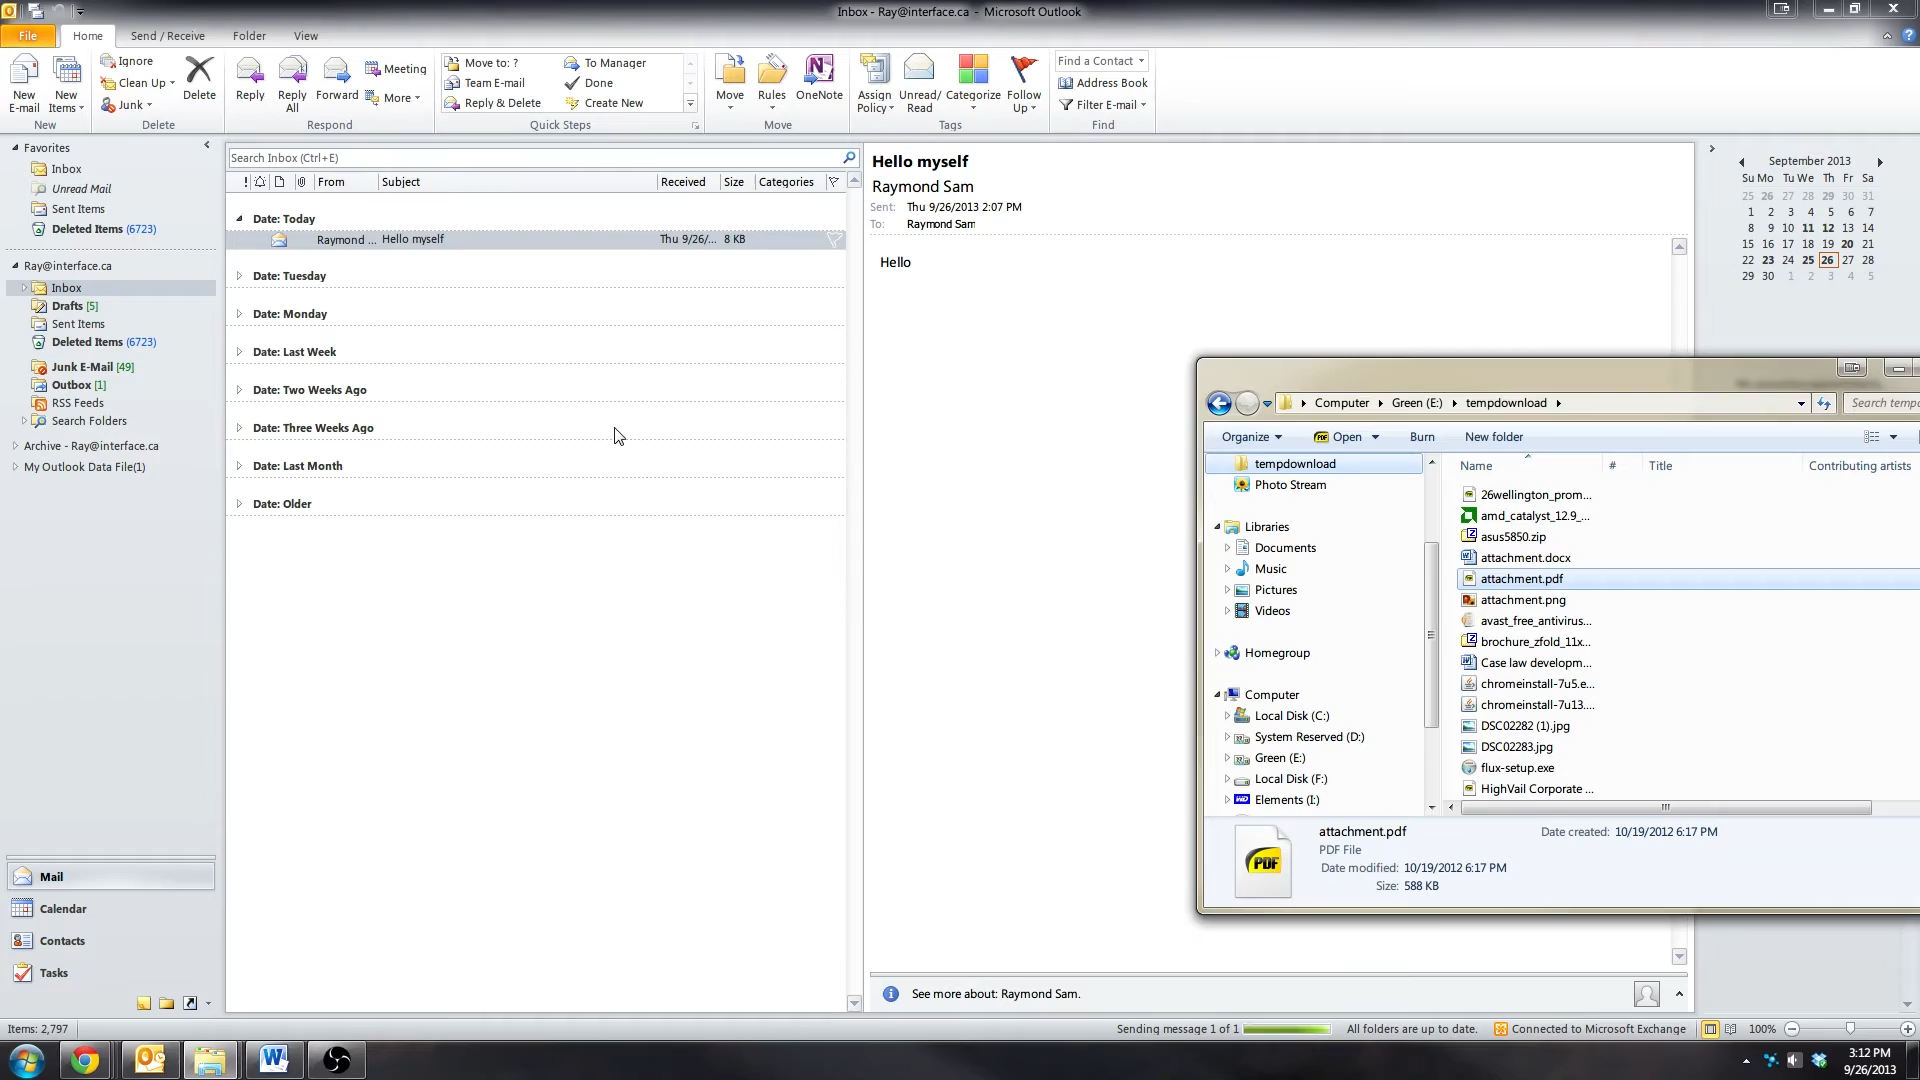 Inbox - Ray@interface.ca - Microsoft Outlook
File Home Send / Receive Folder View
New E-mail
New Items
Ignore
Clean Up
Junk
Delete
Reply
Reply All
Forward
Meeting
More
Move to: ?
Team E-mail
Reply & Delete
To Manager
Done
Create New
Move
Rules
OneNote
Assign Policy
Unread/ Read
Categorize
Follow Up
Find a Contact
Address Book
Filter E-mail
New Delete Respond Quick Steps Move Tags Find
Favorites
Inbox
Unread Mail
Sent Items
Deleted Items (6723)
Ray@interface.ca
Inbox
Drafts [5]
Sent Items
Deleted Items (6723)
Junk E-Mail [49]
Outbox [1]
RSS Feeds
Search Folders
Archive - Ray@interface.ca
My Outlook Data File(1)
Mail
Calendar
Contacts
Tasks
Search Inbox (Ctrl+E)
! From Subject Received Size Categories
Date: Today
Raymond ... Hello myself Thu 9/26/... 8 KB
Date: Tuesday
Date: Monday
Date: Last Week
Date: Two Weeks Ago
Date: Three Weeks Ago
Date: Last Month
Date: Older
Hello myself
Raymond Sam
Sent: Thu 9/26/2013 2:07 PM
To: Raymond Sam
Hello
See more about: Raymond Sam.
September 2013
Su Mo Tu We Th Fr Sa
25 26 27 28 29 30 31
1 2 3 4 5 6 7
8 9 10 11 12 13 14
15 16 17 18 19 20 21
22 23 24 25 26 27 28
29 30 1 2 3 4 5
Computer Green (E:) tempdownload
Search tempo
Organize Open Burn New folder
tempdownload
Photo Stream
Libraries
Documents
Music
Pictures
Videos
Homegroup
Computer
Local Disk (C:)
System Reserved (D:)
Green (E:)
Local Disk (F:)
Elements (I:)
Name # Title Contributing artists
26wellington_prom...
amd_catalyst_12.9_...
asus5850.zip
attachment.docx
attachment.pdf
attachment.png
avast_free_antivirus...
brochure_zfold_11x...
Case law developm...
chromeinstall-7u5.e...
chromeinstall-7u13....
DSC02282 (1).jpg
DSC02283.jpg
flux-setup.exe
HighVail Corporate ...
PDF
attachment.pdf
PDF File
Date modified: 10/19/2012 6:17 PM
Size: 588 KB
Date created: 10/19/2012 6:17 PM
Items: 2,797
Sending message 1 of 1 All folders are up to date. Connected to Microsoft Exchange 100%
3:12 PM
9/26/2013